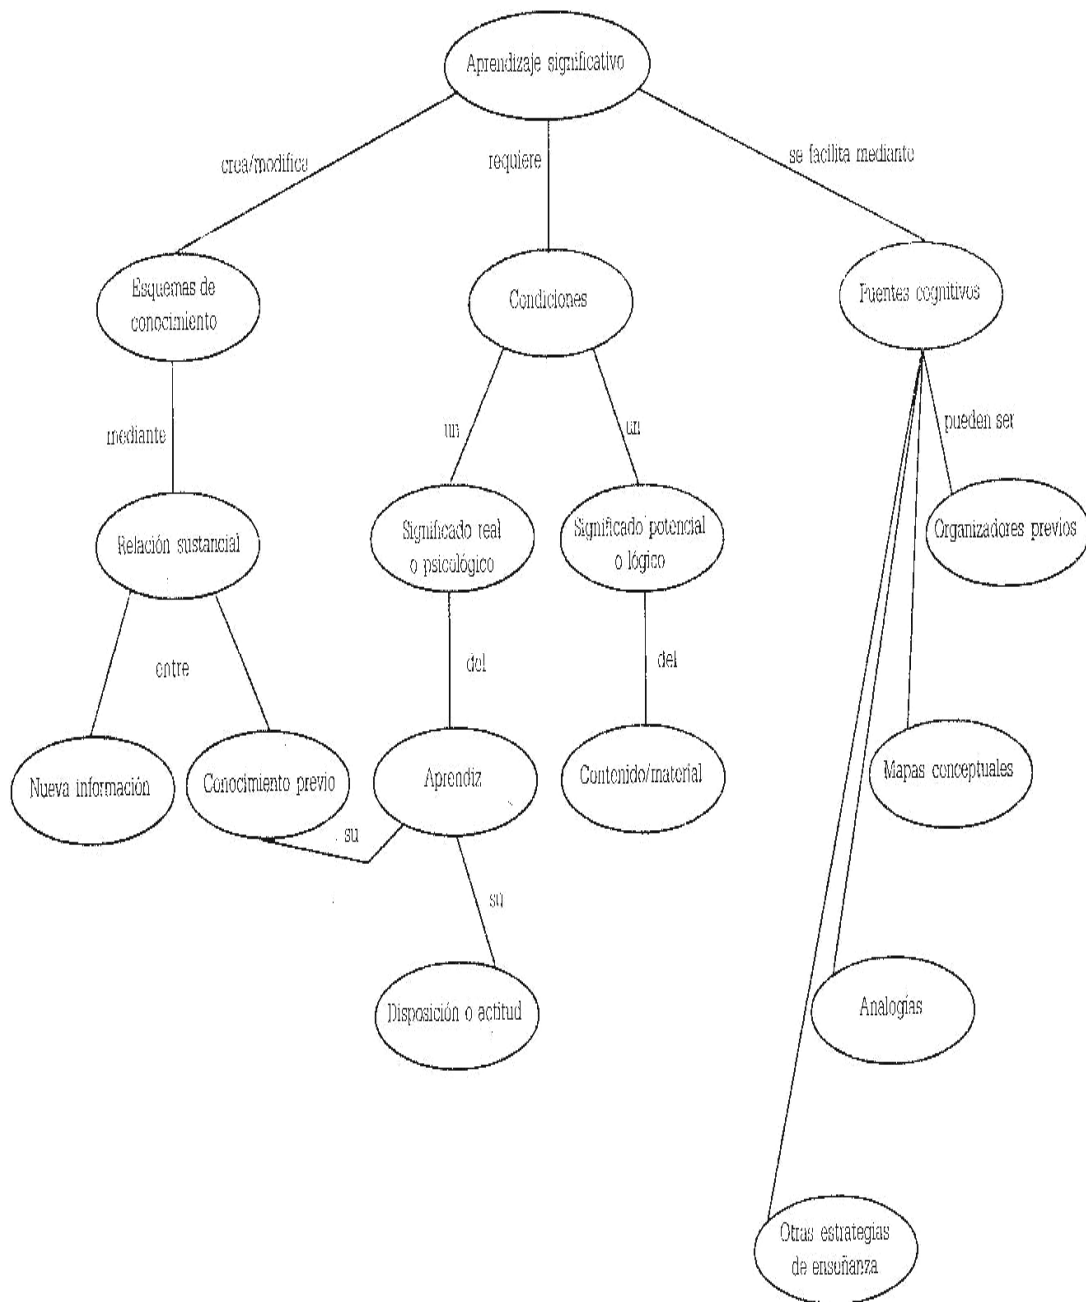 Aprendizaje significativo
crea/modifica
requiere
se facilita mediante
Esquemas de
conocimiento
Condiciones
Puentes cognitivos
mediante
un
un
pueden ser
Relación sustancial
Significado real
o psicológico
Significado potencial
o lógico
Organizadores previos
entre
del
del
Nueva información
Conocimiento previo
Aprendiz
Contenido/material
Mapas conceptuales
su
su
Disposición o actitud
Analogías
Otras estrategias
de enseñanza